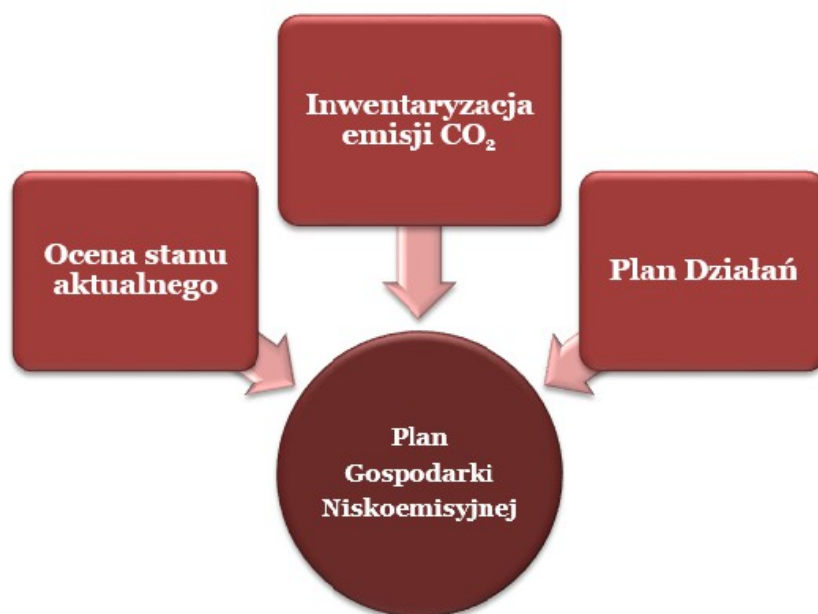 Inwentaryzacja
emisji CO₂
Ocena stanu
aktualnego
Plan Działań
Plan
Gospodarki
Niskoemisyjnej